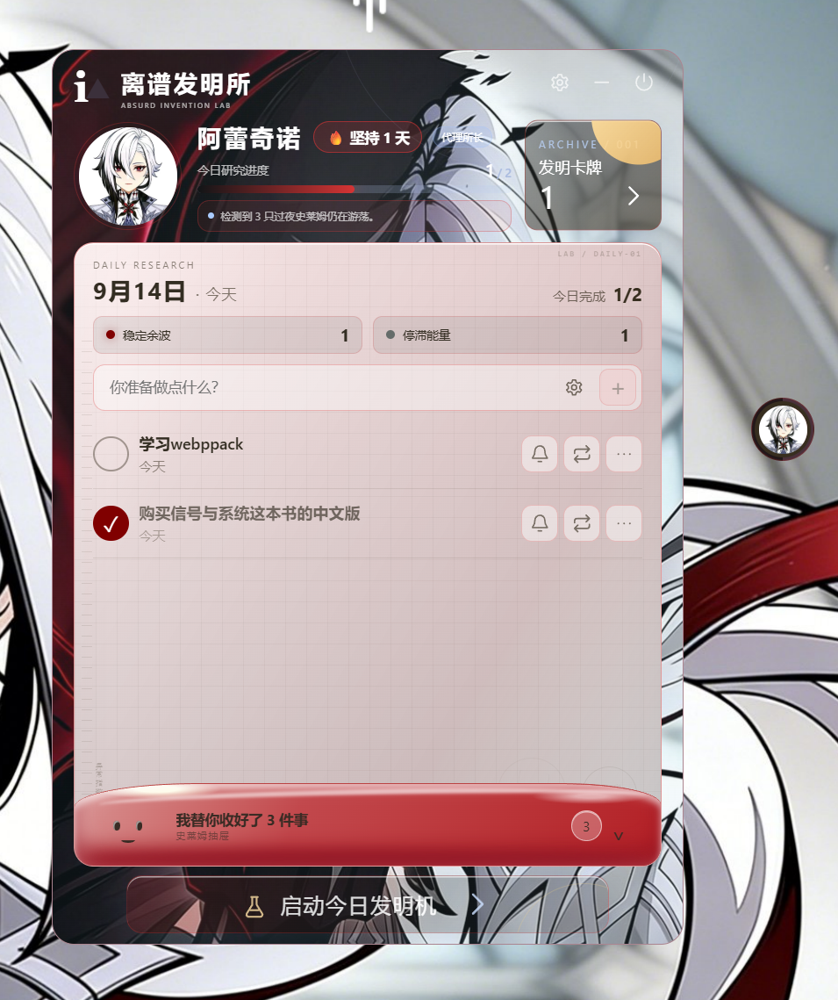 离谱发明所
ABSURD INVENTION LAB
阿蕾奇诺
坚持 1 天
代理所长
今日研究进度
1 / 2
检测到 3 只过夜史莱姆仍在游荡。
ARCHIVE / 001
发明卡牌
1
LAB / DAILY-01
DAILY RESEARCH
9月14日 · 今天
今日完成 1/2
稳定余波 1
停滞能量 1
你准备做点什么?
学习webppack
今天
购买信号与系统这本书的中文版
今天
我替你收好了 3 件事
史莱姆抽屉
3
启动今日发明机